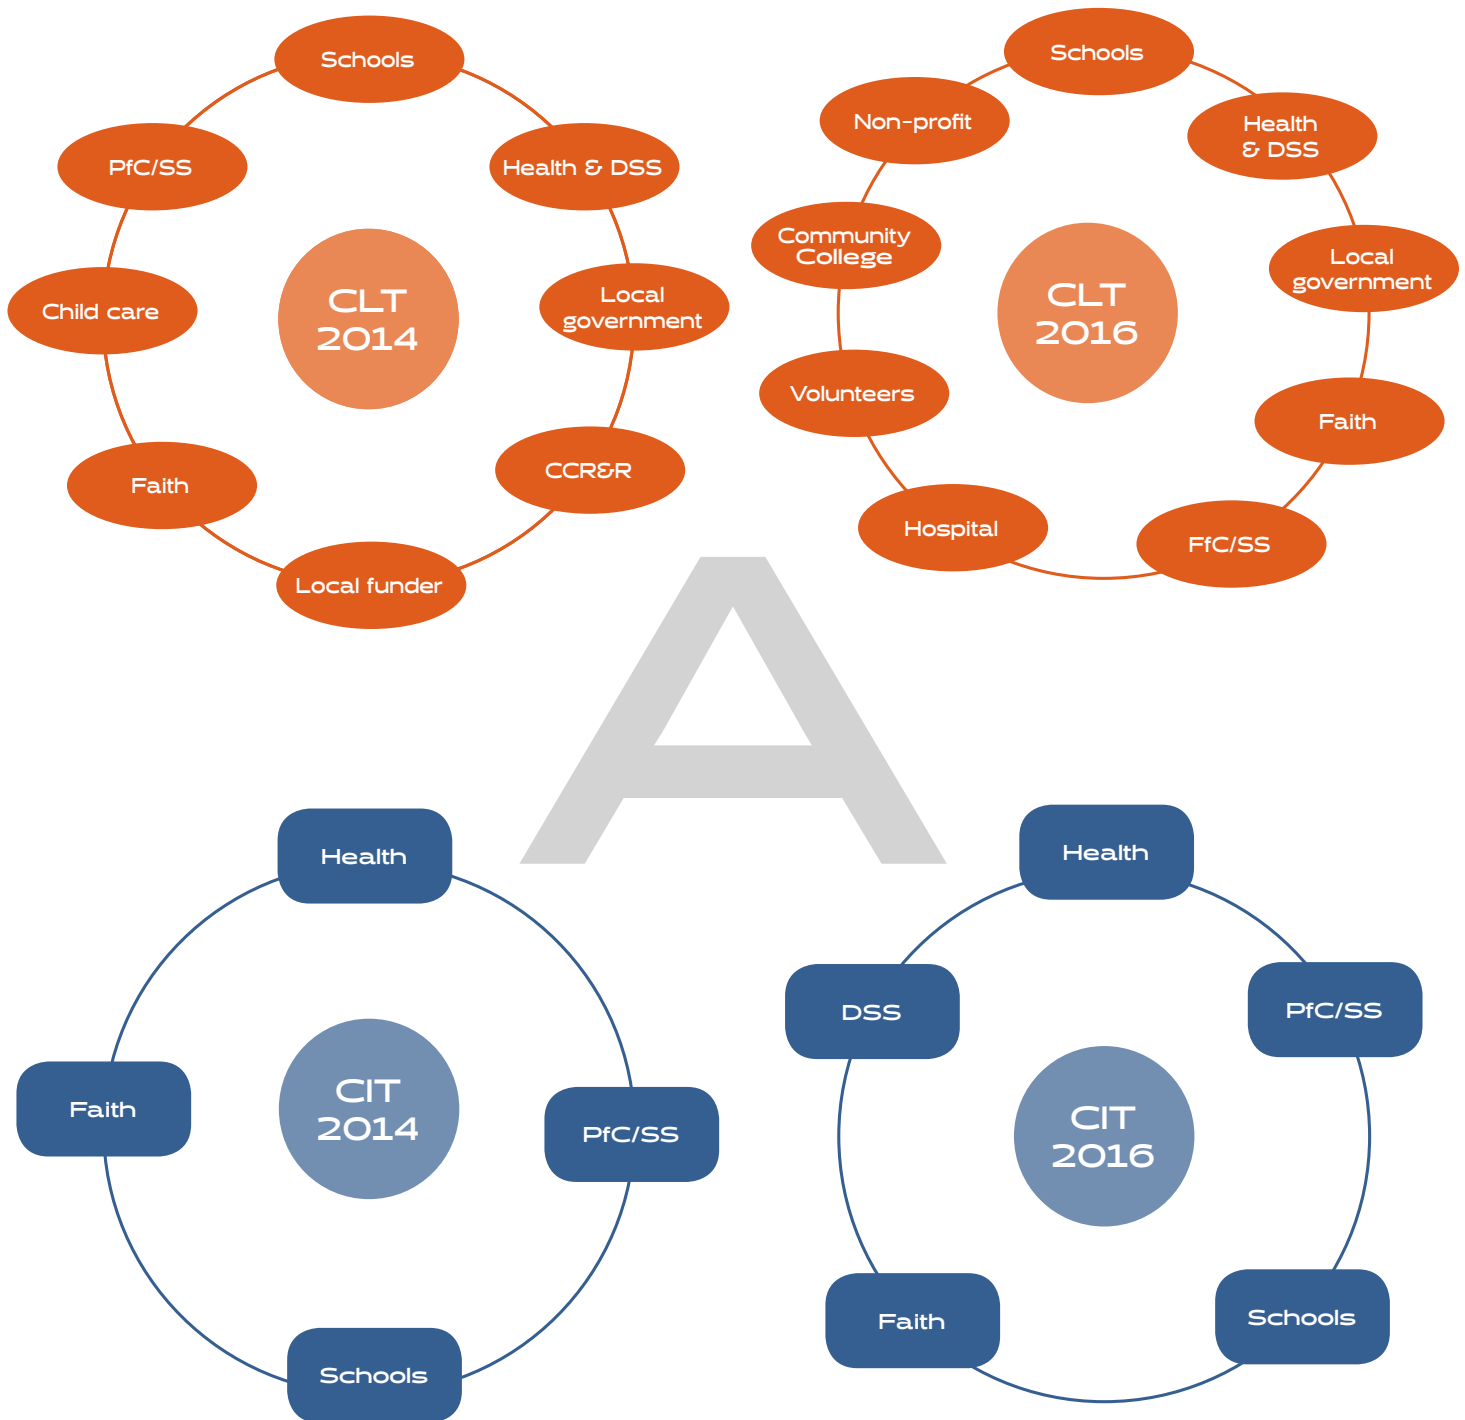 Schools
PfC/SS
Health & DSS
Child care
CLT
2014
Local
government
Faith
CCR&R
Local funder
Schools
Non-profit
Health
& DSS
Community
College
CLT
2016
Local
government
Volunteers
Faith
Hospital
FfC/SS
A
Health
Faith
CIT
2014
PfC/SS
Schools
Health
DSS
PfC/SS
CIT
2016
Faith
Schools